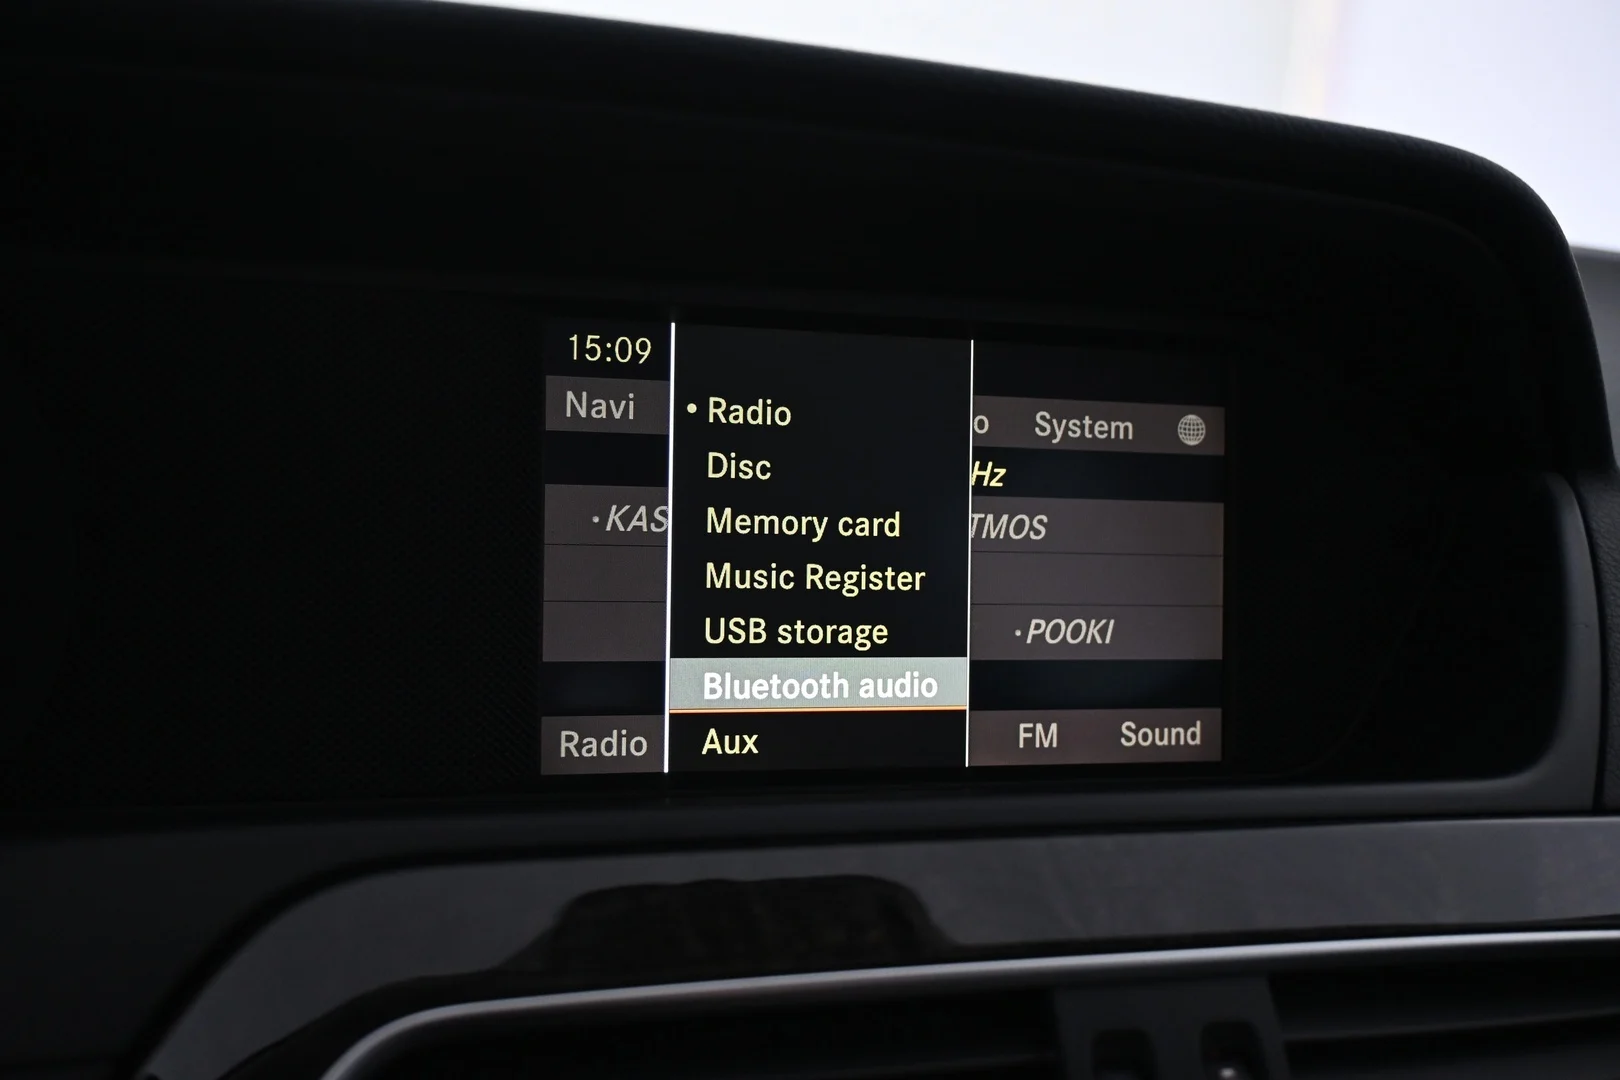 15:09
Navi
• Radio
Disc
Memory card
Music Register
USB storage
Bluetooth audio
Aux
o System
Hz
•KAS
TMOS
•POOKI
Radio
FM Sound